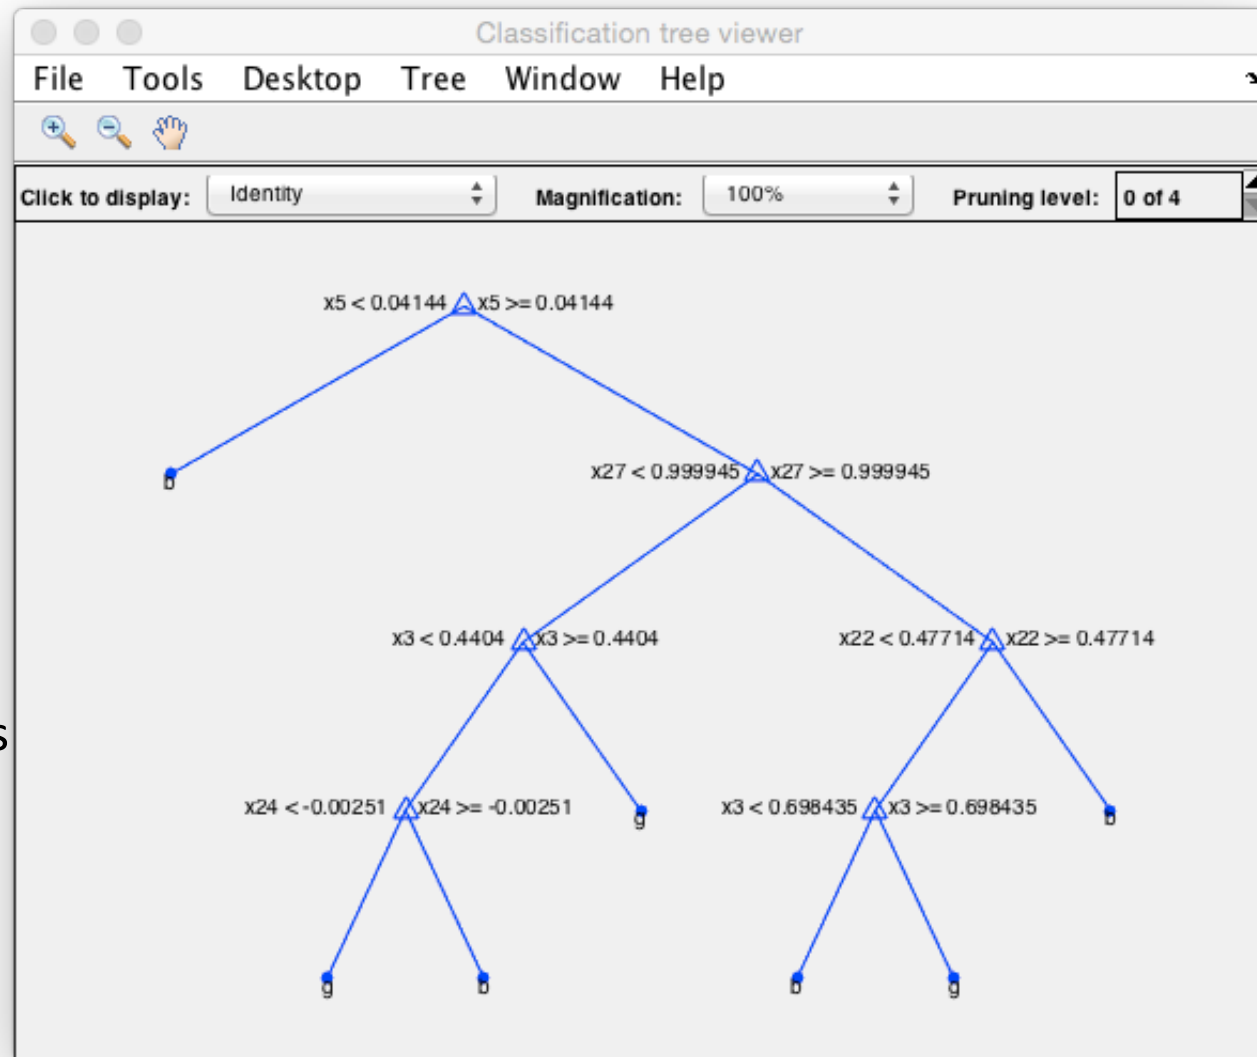 Classification tree viewer
File Tools Desktop Tree Window Help
Click to display: Identity Magnification: 100% Pruning level: 0 of 4
x5 < 0.04144 x5 >= 0.04144
b
x27 < 0.999945 x27 >= 0.999945
x3 < 0.4404 x3 >= 0.4404 x22 < 0.47714 x22 >= 0.47714
s
x24 < -0.00251 x24 >= -0.00251 g x3 < 0.698435 x3 >= 0.698435 b
g b b g